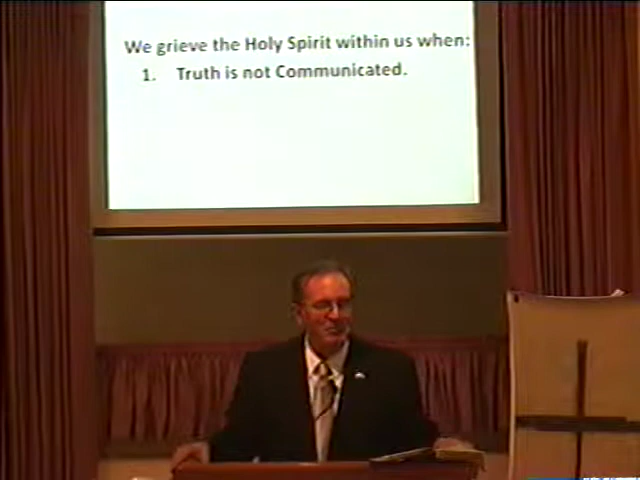 We grieve the Holy Spirit within us when:
1. Truth is not Communicated.